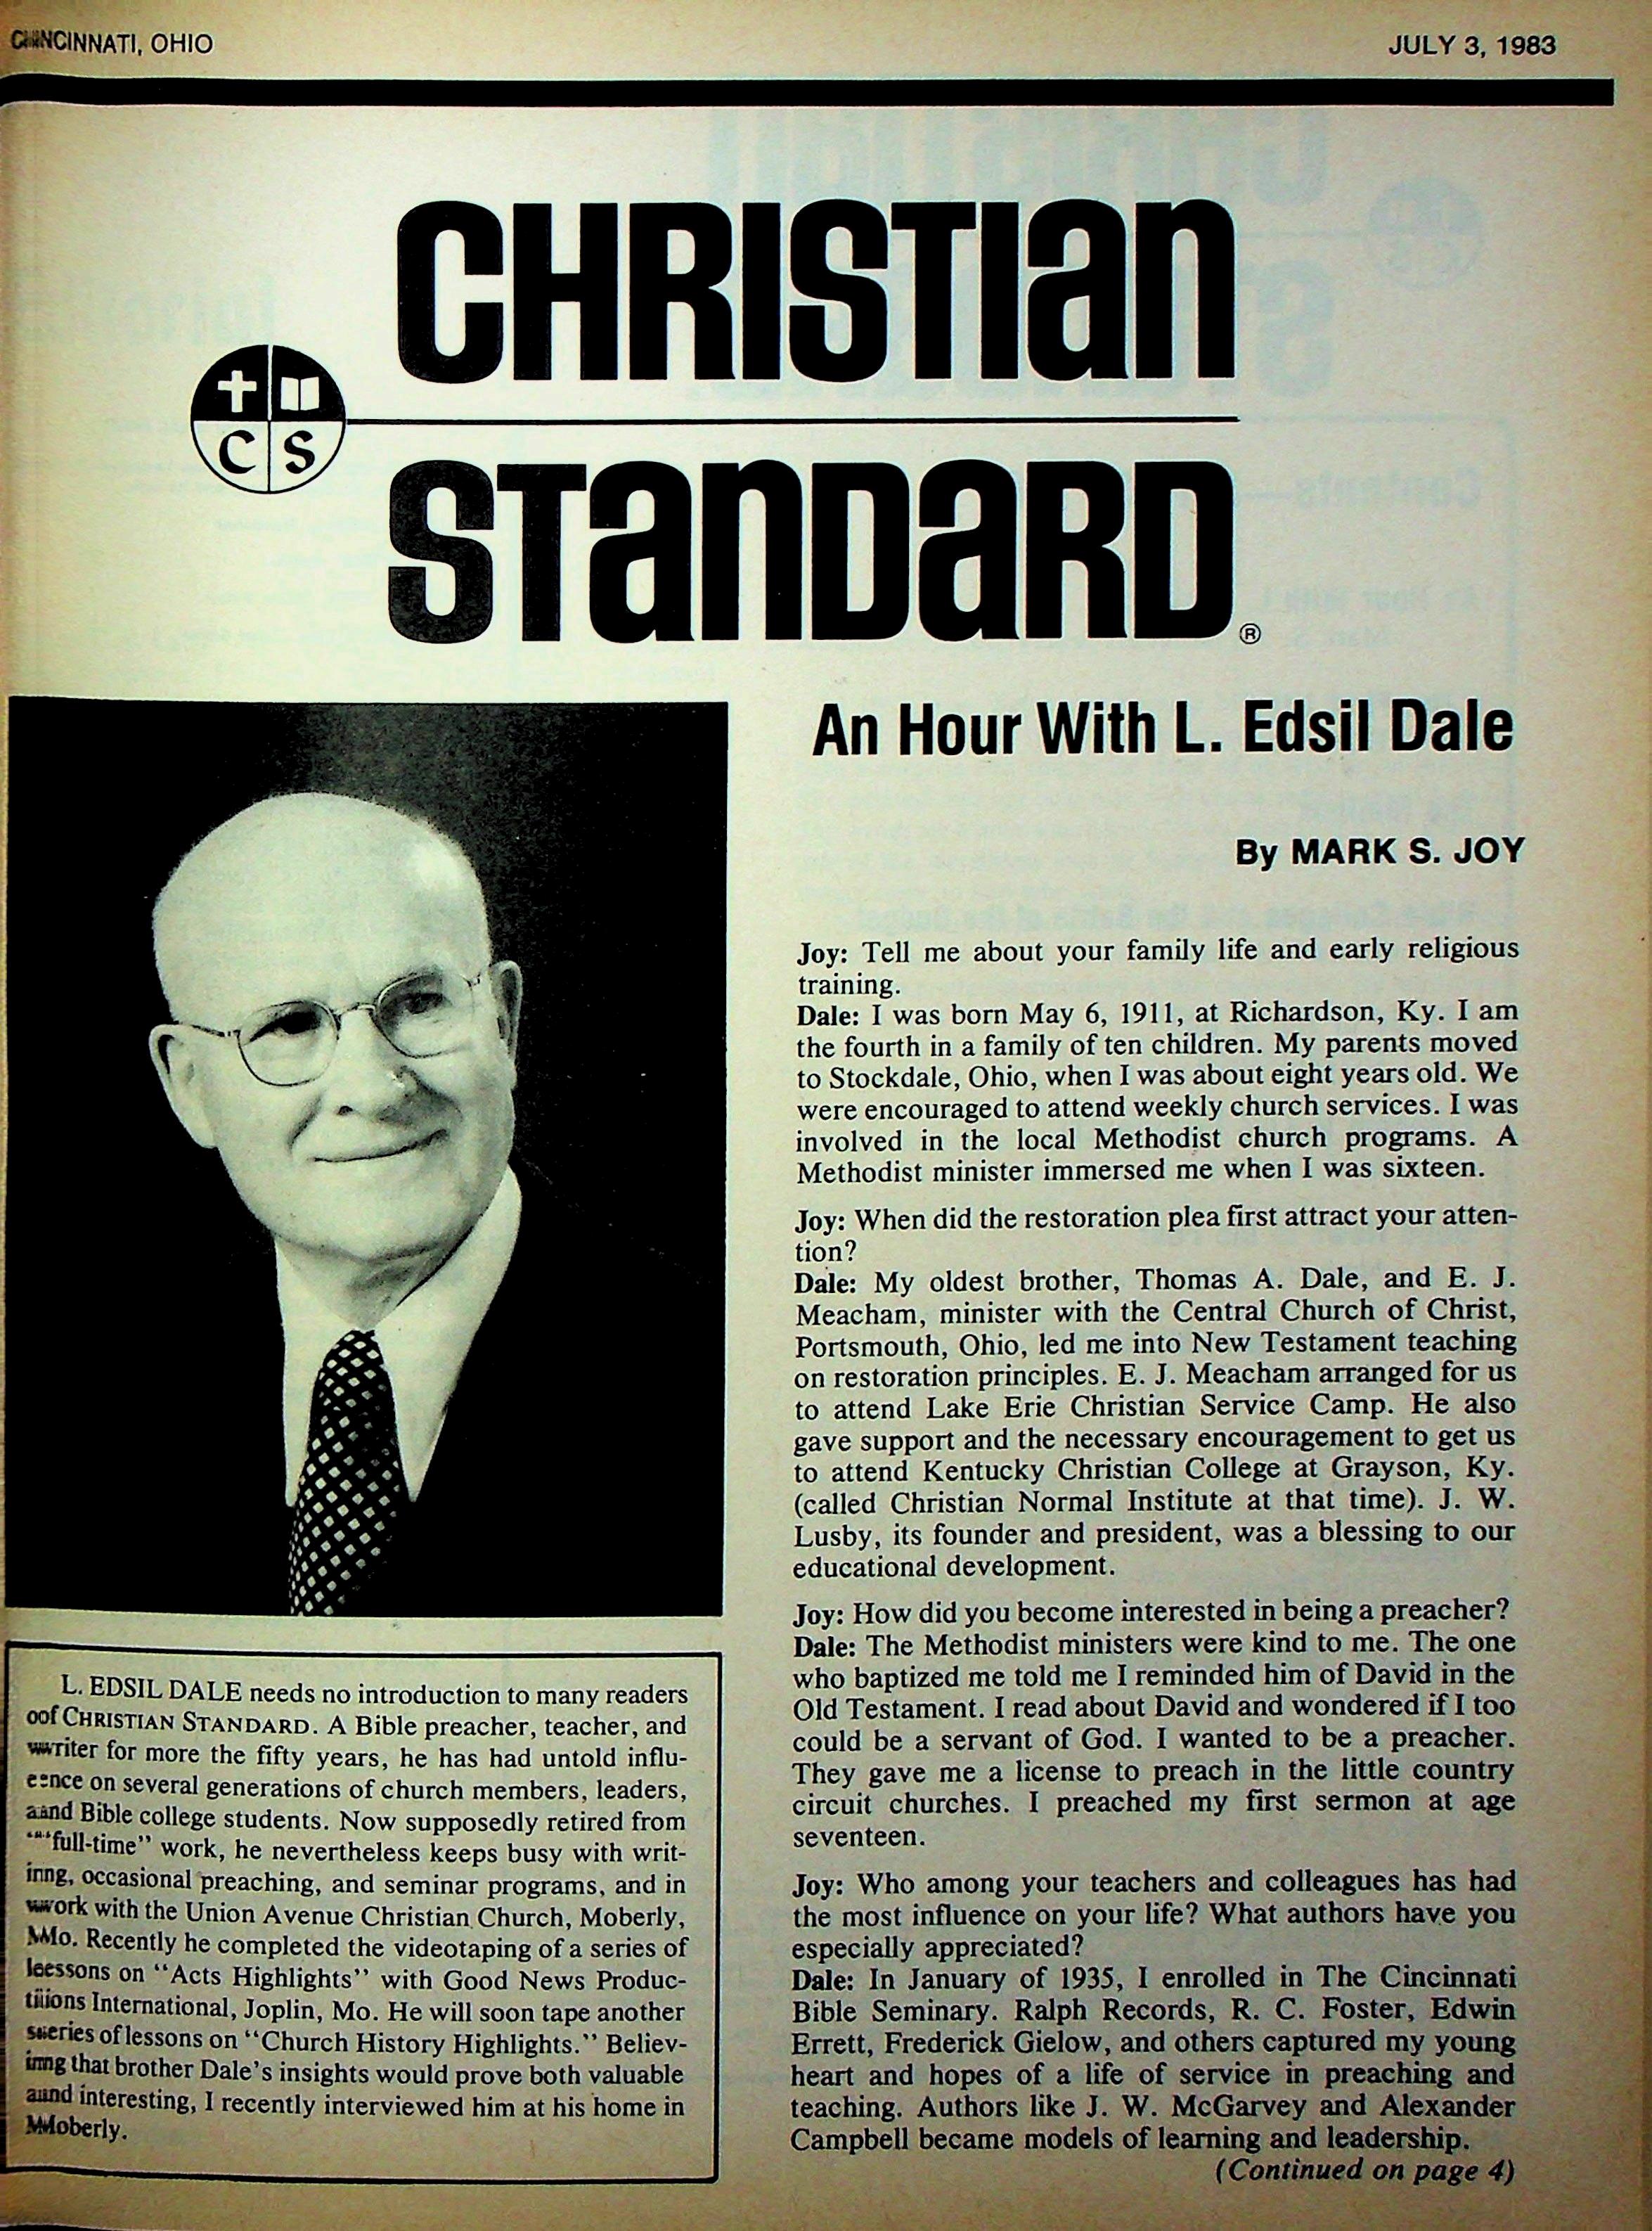 CINCINNATI, OHIO
JULY 3, 1983
CHRISTIAN
C S
STANDARD®
An Hour With L. Edsil Dale
By MARK S. JOY
L. EDSIL DALE needs no introduction to many readers
of CHRISTIAN STANDARD. A Bible preacher, teacher, and
writer for more the fifty years, he has had untold influ-
ence on several generations of church members, leaders,
and Bible college students. Now supposedly retired from
"full-time" work, he nevertheless keeps busy with writ-
ing, occasional preaching, and seminar programs, and in
work with the Union Avenue Christian Church, Moberly,
Mo. Recently he completed the videotaping of a series of
lessons on "Acts Highlights" with Good News Produc-
tions International, Joplin, Mo. He will soon tape another
series of lessons on "Church History Highlights." Believ-
ing that brother Dale's insights would prove both valuable
and interesting, I recently interviewed him at his home in
Moberly.
Joy: Tell me about your family life and early religious
training.
Dale: I was born May 6, 1911, at Richardson, Ky. I am
the fourth in a family of ten children. My parents moved
to Stockdale, Ohio, when I was about eight years old. We
were encouraged to attend weekly church services. I was
involved in the local Methodist church programs. A
Methodist minister immersed me when I was sixteen.
Joy: When did the restoration plea first attract your atten-
tion?
Dale: My oldest brother, Thomas A. Dale, and E. J.
Meacham, minister with the Central Church of Christ,
Portsmouth, Ohio, led me into New Testament teaching
on restoration principles. E. J. Meacham arranged for us
to attend Lake Erie Christian Service Camp. He also
gave support and the necessary encouragement to get us
to attend Kentucky Christian College at Grayson, Ky.
(called Christian Normal Institute at that time). J. W.
Lusby, its founder and president, was a blessing to our
educational development.
Joy: How did you become interested in being a preacher?
Dale: The Methodist ministers were kind to me. The one
who baptized me told me I reminded him of David in the
Old Testament. I read about David and wondered if I too
could be a servant of God. I wanted to be a preacher.
They gave me a license to preach in the little country
circuit churches. I preached my first sermon at age
seventeen.
Joy: Who among your teachers and colleagues has had
the most influence on your life? What authors have you
especially appreciated?
Dale: In January of 1935, I enrolled in The Cincinnati
Bible Seminary. Ralph Records, R. C. Foster, Edwin
Errett, Frederick Gielow, and others captured my young
heart and hopes of a life of service in preaching and
teaching. Authors like J. W. McGarvey and Alexander
Campbell became models of learning and leadership.
(Continued on page 4)